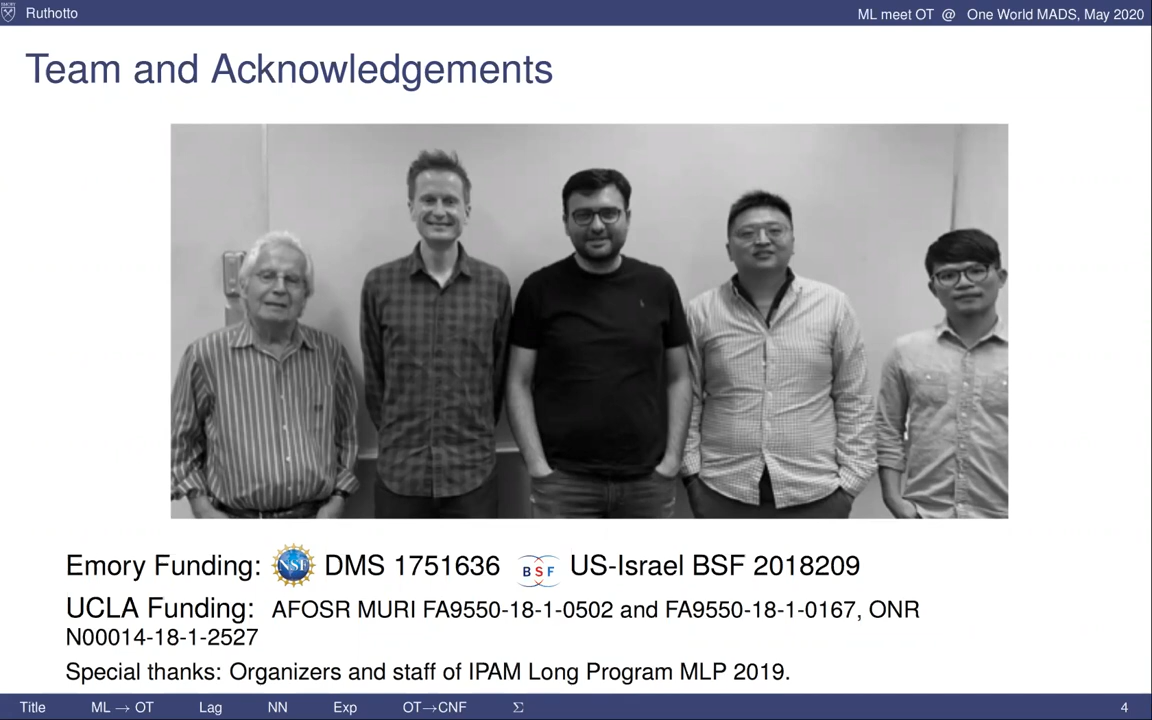 Ruthotto
ML meet OT @ One World MADS, May 2020
Team and Acknowledgements
Emory Funding: NSF DMS 1751636 BSF US-Israel BSF 2018209
UCLA Funding: AFOSR MURI FA9550-18-1-0502 and FA9550-18-1-0167, ONR
N00014-18-1-2527
Special thanks: Organizers and staff of IPAM Long Program MLP 2019.
Title ML → OT Lag NN Exp OT→CNF Σ 4